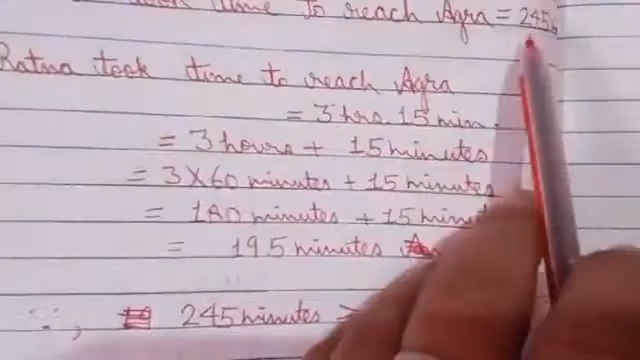 time to reach Agra = 245
Ratna took time to reach Agra
= 3 hrs. 15 min.
= 3 hours + 15 minutes
= 3 X 60 minutes + 15 minutes
= 180 minutes + 15
= 195 minutes
∵, 245 minutes >